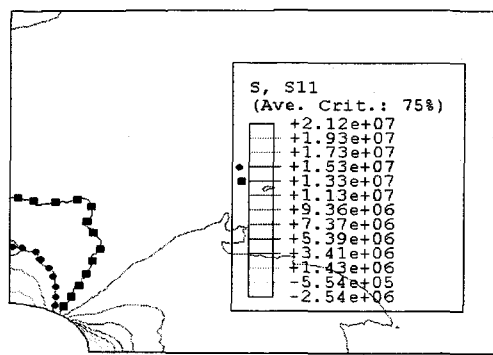 S, S11
(Ave. Crit.: 75%)
+2.12e+07
+1.93e+07
+1.73e+07
+1.53e+07
+1.33e+07
+1.13e+07
+9.36e+06
+7.37e+06
+5.39e+06
+3.41e+06
+1.43e+06
-5.54e+05
-2.54e+06